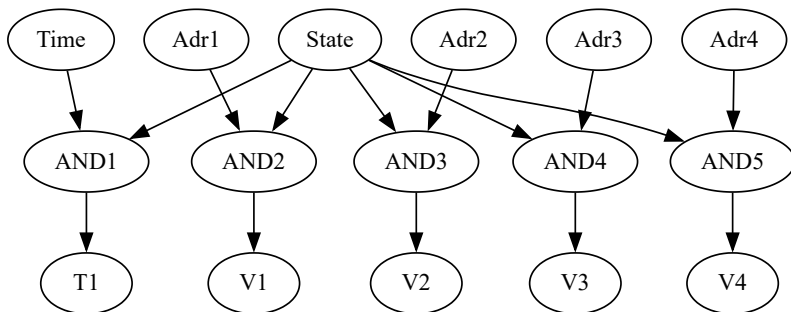 Time Adr1 State Adr2 Adr3 Adr4
AND1 AND2 AND3 AND4 AND5
T1 V1 V2 V3 V4